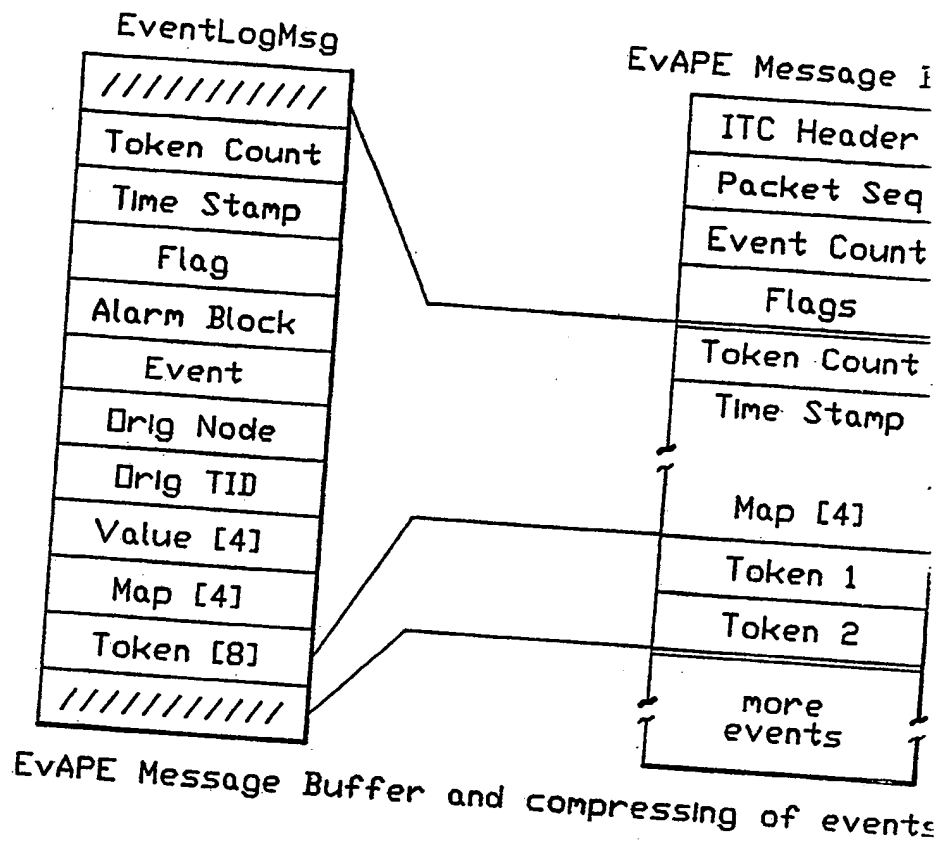 EventLogMsg
///////////
Token Count
Time Stamp
Flag
Alarm Block
Event
Orig Node
Orig TID
Value [4]
Map [4]
Token [8]
///////////
EvAPE Message
ITC Header
Packet Seq
Event Count
Flags
Token Count
Time Stamp
Map [4]
Token 1
Token 2
more
events
EvAPE Message Buffer and compressing of events